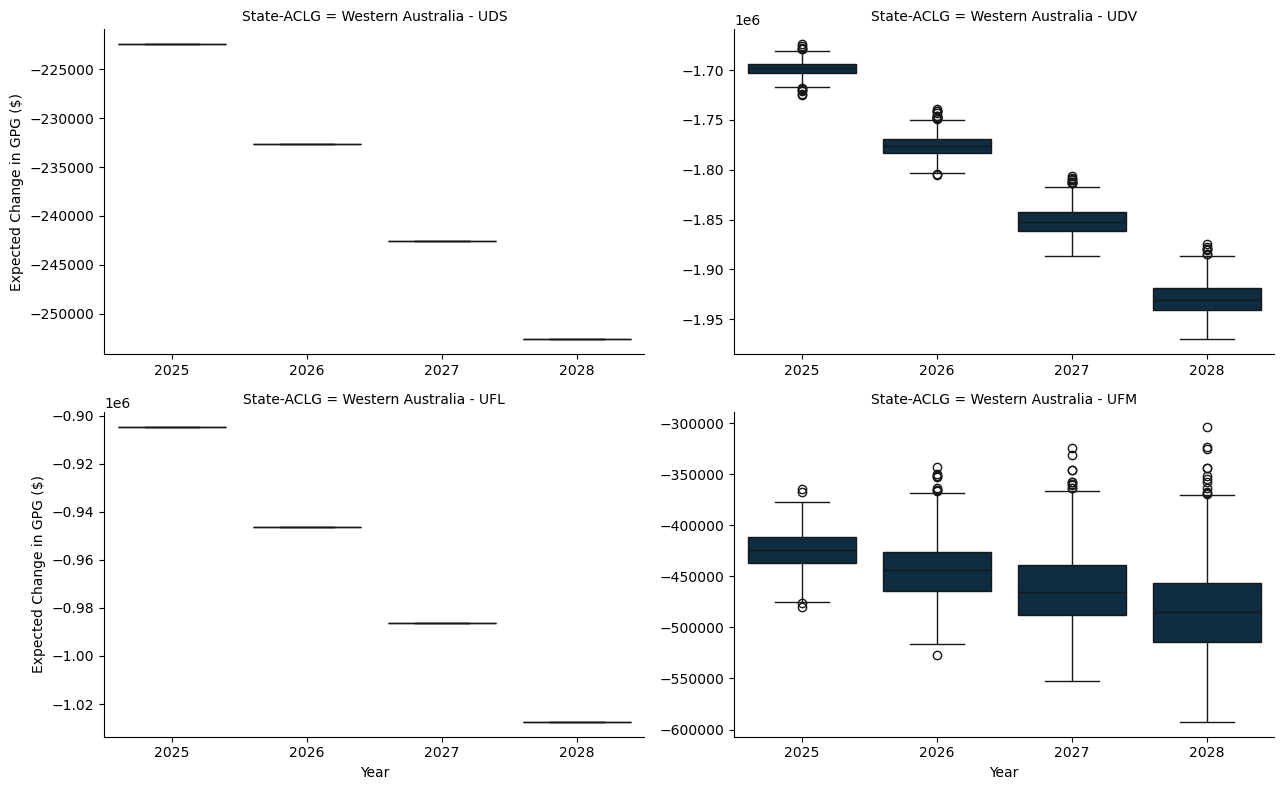 State-ACLG = Western Australia - UDS
−225000
−230000
−235000
−240000
−245000
−250000
Expected Change in GPG ($)
2025 2026 2027 2028
State-ACLG = Western Australia - UDV
1e6
−1.70
−1.75
−1.80
−1.85
−1.90
−1.95
2025 2026 2027 2028
State-ACLG = Western Australia - UFL
1e6
−0.90
−0.92
−0.94
−0.96
−0.98
−1.00
−1.02
Expected Change in GPG ($)
2025 2026 2027 2028
Year
State-ACLG = Western Australia - UFM
−300000
−350000
−400000
−450000
−500000
−550000
−600000
2025 2026 2027 2028
Year